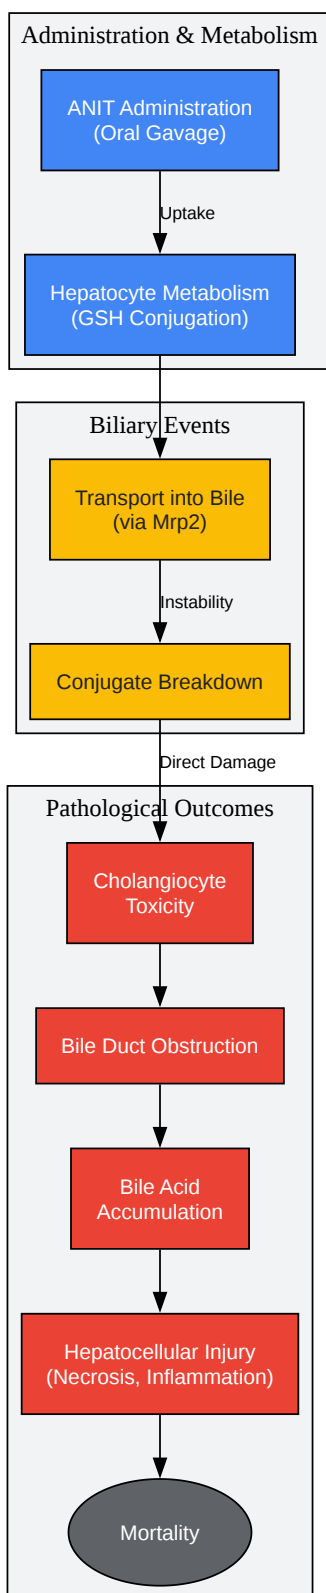 Administration & Metabolism
ANIT Administration
(Oral Gavage)
Uptake
Hepatocyte Metabolism
(GSH Conjugation)
Biliary Events
Transport into Bile
(via Mrp2)
Instability
Conjugate Breakdown
Direct Damage
Pathological Outcomes
Cholangiocyte
Toxicity
Bile Duct Obstruction
Bile Acid
Accumulation
Hepatocellular Injury
(Necrosis, Inflammation)
Mortality